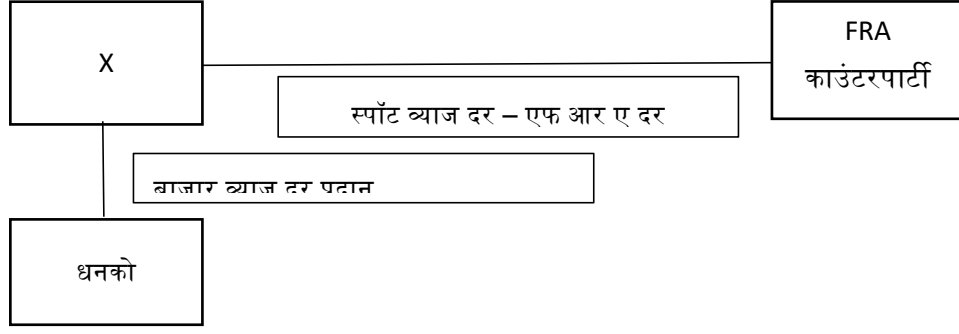 X
FRA
काउंटरपार्टी
स्पॉट ब्याज दर – एफ आर ए दर
बाजार ब्याज दर प्रदान
धनको